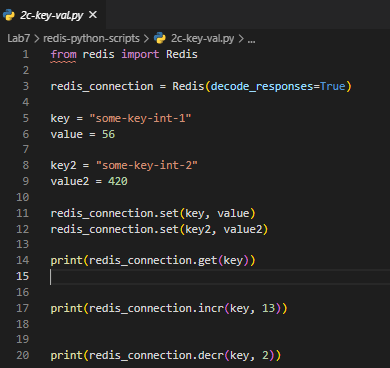 2c-key-val.py ×
Lab7 > redis-python-scripts > 2c-key-val.py > ...
1 from redis import Redis
2
3 redis_connection = Redis(decode_responses=True)
4
5 key = "some-key-int-1"
6 value = 56
7
8 key2 = "some-key-int-2"
9 value2 = 420
10
11 redis_connection.set(key, value)
12 redis_connection.set(key2, value2)
13
14 print(redis_connection.get(key))
15
16
17 print(redis_connection.incr(key, 13))
18
19
20 print(redis_connection.decr(key, 2))